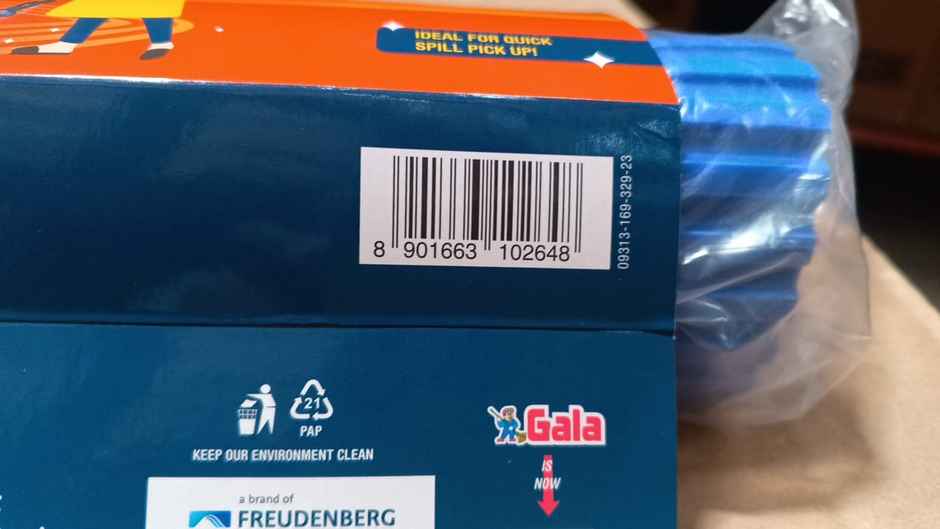 IDEAL FOR QUICK
SPILL PICK UP!
8 901663 102648
09313-169-329-23
21
PAP
KEEP OUR ENVIRONMENT CLEAN
Gala
IS
NOW
a brand of
FREUDENBERG